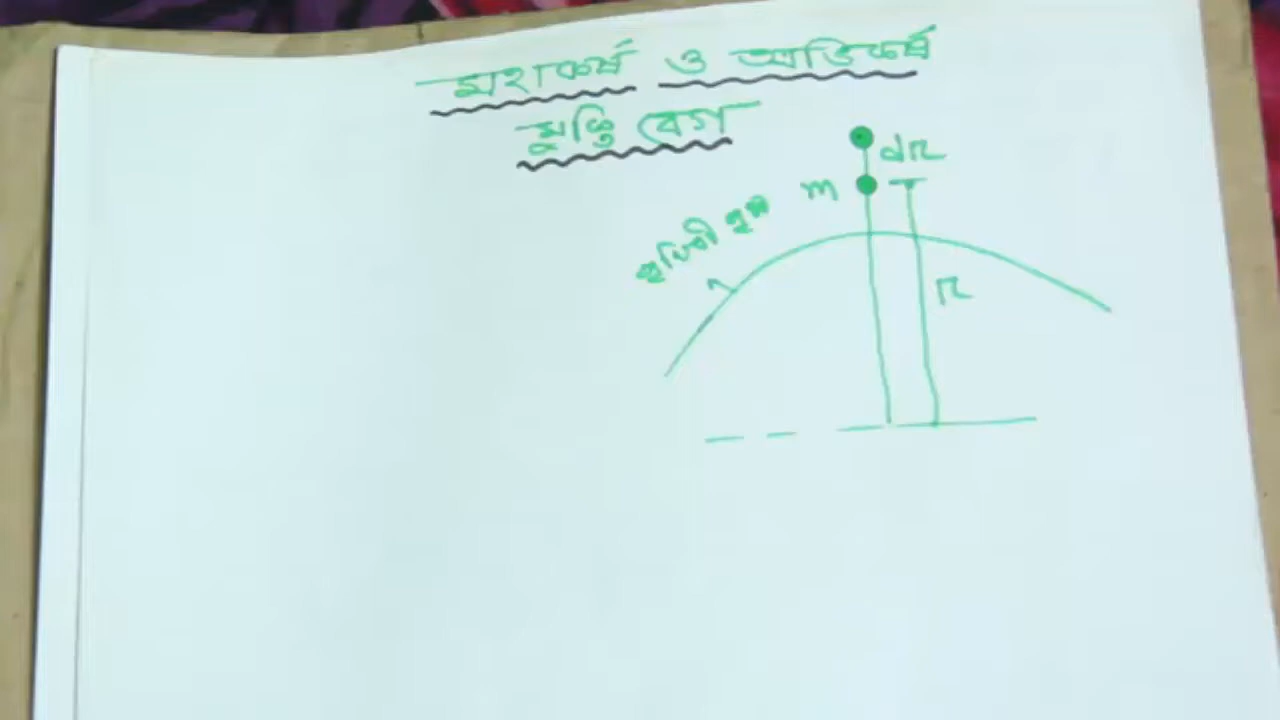 মহাকর্ষ ও অভিকর্ষ
মুক্তি বেগ
dr
m
পৃথিবী পৃষ্ঠ
r